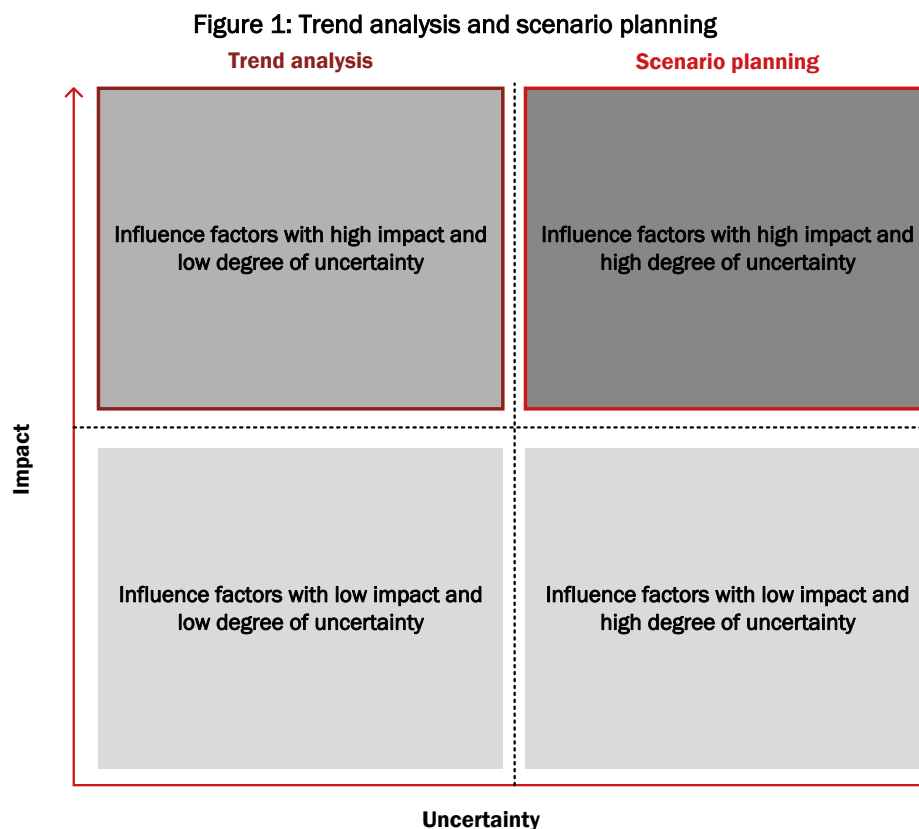 Figure 1: Trend analysis and scenario planning
Trend analysis
Scenario planning
Influence factors with high impact and
low degree of uncertainty
Influence factors with high impact and
high degree of uncertainty
Impact
Influence factors with low impact and
low degree of uncertainty
Influence factors with low impact and
high degree of uncertainty
Uncertainty